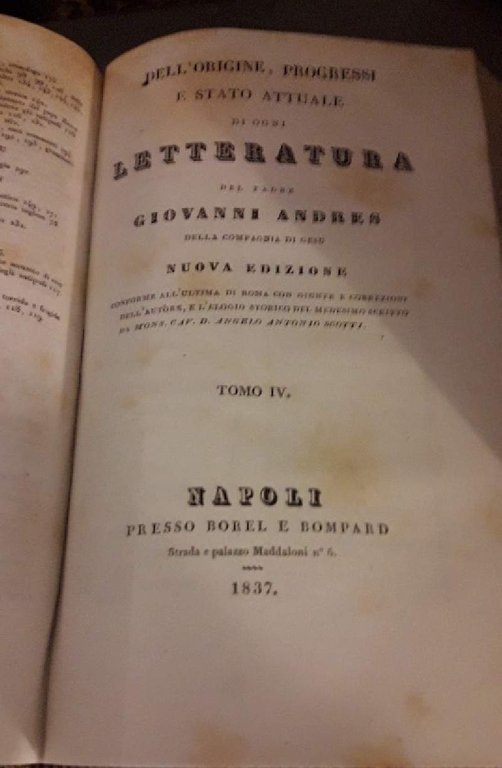 DELL'ORIGINE, PROGRESSI
E STATO ATTUALE
DI OGNI
LETTERATURA
DEL PADRE
GIOVANNI ANDRES
DELLA COMPAGNIA DI GESÙ
NUOVA EDIZIONE
CONFORME ALL'ULTIMA DI ROMA CON GIUNTE E CORREZIONI
DELL'AUTORE, E L'ELOGIO STORICO DEL MEDESIMO SCRITTO
DA MONS. CAV. D. ANGELO ANTONIO SCOTTI.
TOMO IV.
NAPOLI
PRESSO BOREL E BOMPARD
Strada e palazzo Maddaloni n° 6.
1837.